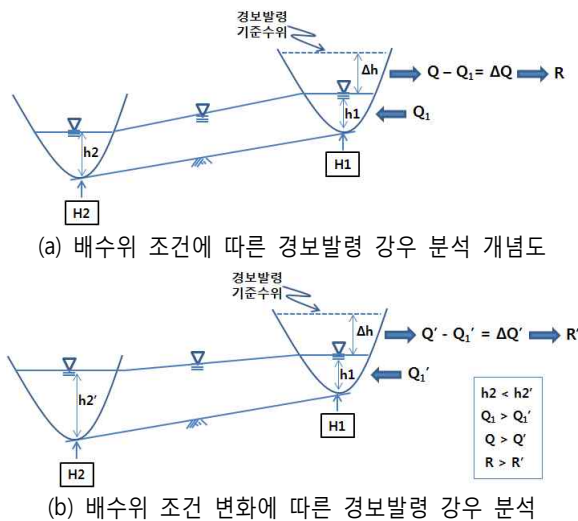 경보발령
기준수위
Δh
Q – Q₁ = ΔQ
R
h1
Q₁
h2
H1
H2
(a) 배수위 조건에 따른 경보발령 강우 분석 개념도
경보발령
기준수위
Δh
Q′ - Q₁′ = ΔQ′
R′
h1
Q₁′
h2′
H1
H2
h2 < h2′
Q₁ > Q₁′
Q > Q′
R > R′
(b) 배수위 조건 변화에 따른 경보발령 강우 분석